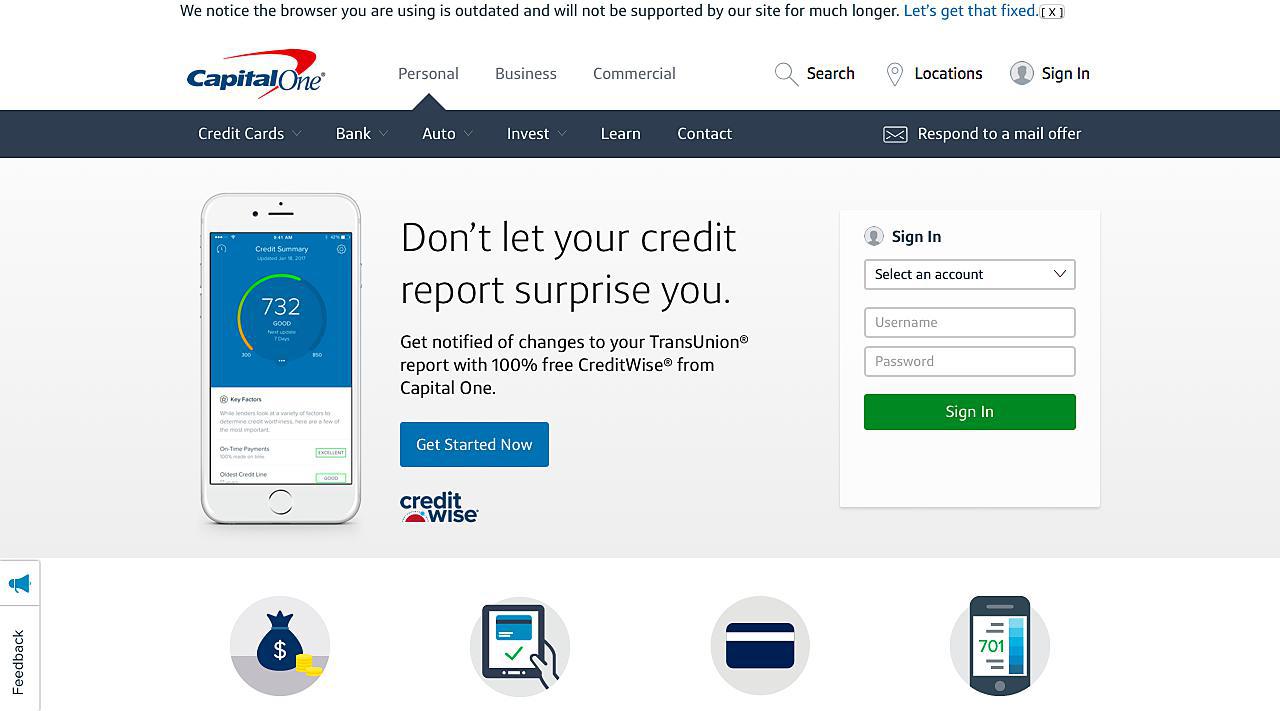 We notice the browser you are using is outdated and will not be supported by our site for much longer. Let's get that fixed. [ X ]
CapitalOne®
Personal
Business
Commercial
Search
Locations
Sign In
Credit Cards
Bank
Auto
Invest
Learn
Contact
Respond to a mail offer
9:41 AM
42%
Credit Summary
Updated Jan 18, 2017
732
GOOD
Next update
7 Days
300
850
Key Factors
While lenders look at a variety of factors to
determine credit worthiness, here are a few of
the most important.
On-Time Payments
EXCELLENT
100% made on time
Oldest Credit Line
GOOD
Don't let your credit
report surprise you.
Get notified of changes to your TransUnion®
report with 100% free CreditWise® from
Capital One.
Get Started Now
credit
wise®
Sign In
Select an account
Username
Password
Sign In
Feedback
$
701